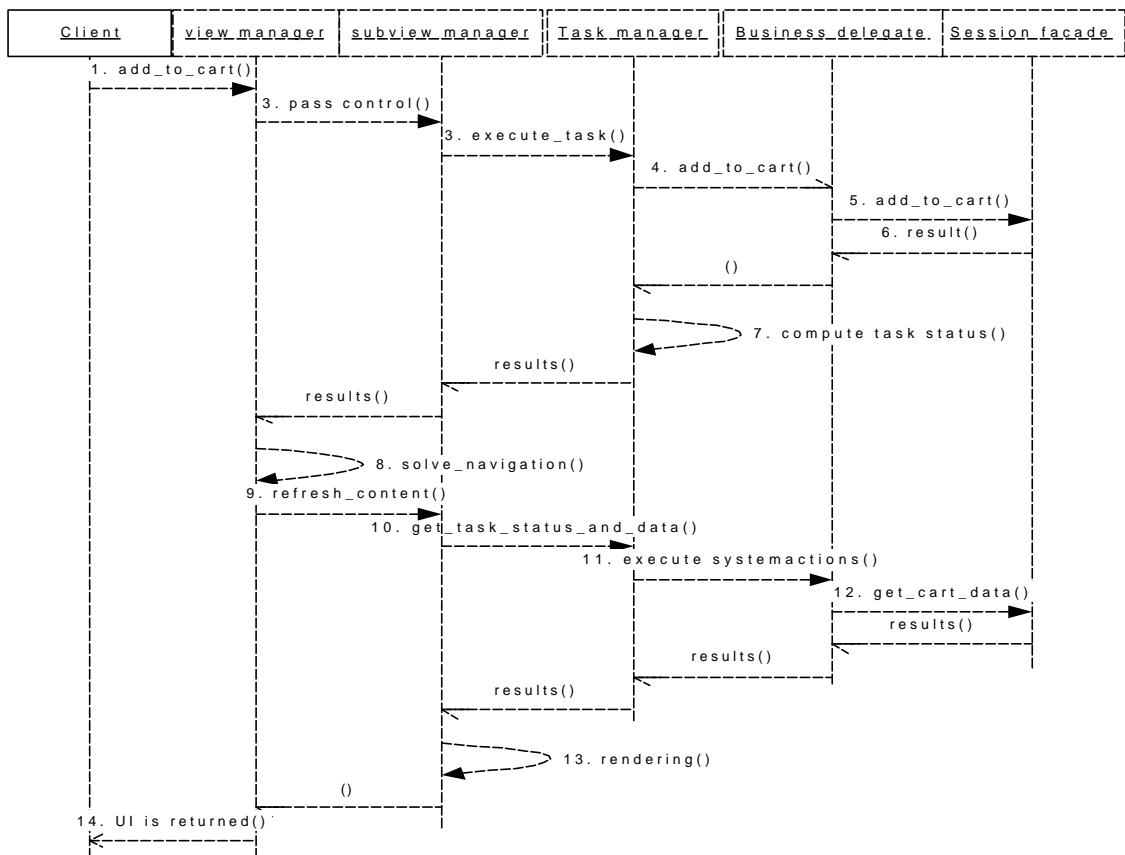 Client
view manager
subview manager
Task manager
Business delegate
Session facade
1. add_to_cart()
3. pass control()
3. execute_task()
4. add_to_cart()
5. add_to_cart()
6. result()
()
7. compute task status()
results()
results()
8. solve_navigation()
9. refresh_content()
10. get_task_status_and_data()
11. execute systemactions()
12. get_cart_data()
results()
results()
results()
13. rendering()
()
14. UI is returned()